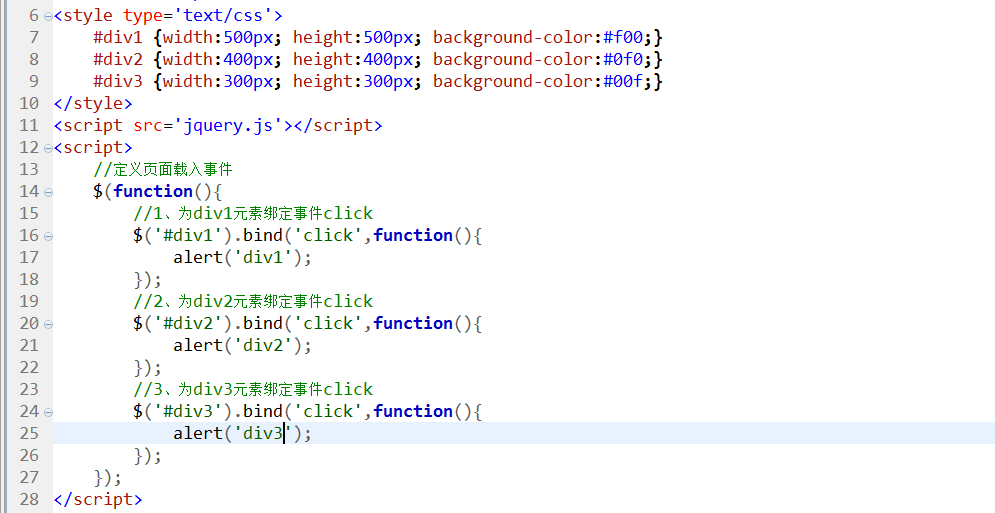 6 <style type='text/css'>
7 #div1 {width:500px; height:500px; background-color:#f00;}
8 #div2 {width:400px; height:400px; background-color:#0f0;}
9 #div3 {width:300px; height:300px; background-color:#00f;}
10 </style>
11 <script src='jquery.js'></script>
12 <script>
13 //定义页面载入事件
14 $(function(){
15 //1、为div1元素绑定事件click
16 $('#div1').bind('click',function(){
17 alert('div1');
18 });
19 //2、为div2元素绑定事件click
20 $('#div2').bind('click',function(){
21 alert('div2');
22 });
23 //3、为div3元素绑定事件click
24 $('#div3').bind('click',function(){
25 alert('div3');
26 });
27 });
28 </script>